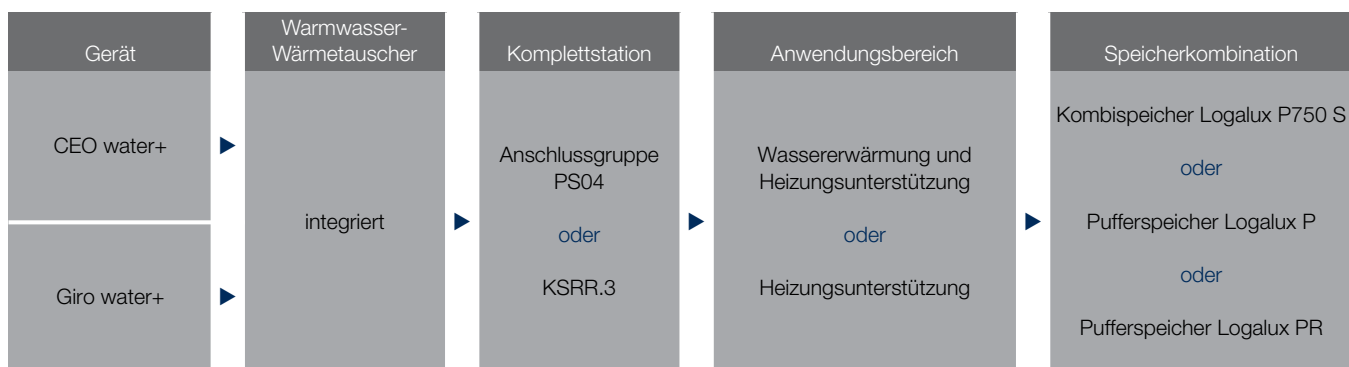 Gerät
CEO water+
Giro water+
Warmwasser-
Wärmetauscher
integriert
Komplettstation
Anschlussgruppe
PS04
oder
KSRR.3
Anwendungsbereich
Wassererwärmung und
Heizungsunterstützung
oder
Heizungsunterstützung
Speicherkombination
Kombispeicher Logalux P750 S
oder
Pufferspeicher Logalux P
oder
Pufferspeicher Logalux PR